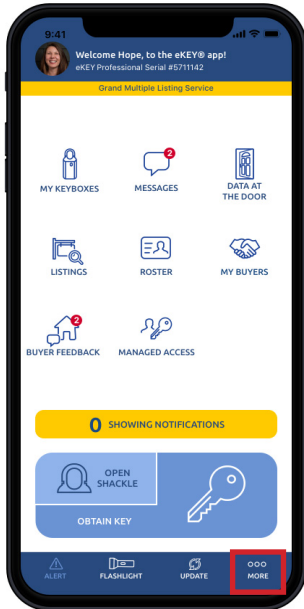 9:41
Welcome Hope, to the eKEY® app!
eKEY Professional Serial #5711142
Grand Multiple Listing Service
2
MY KEYBOXES
MESSAGES
DATA AT
THE DOOR
LISTINGS
ROSTER
MY BUYERS
2
BUYER FEEDBACK
MANAGED ACCESS
0 SHOWING NOTIFICATIONS
OPEN
SHACKLE
OBTAIN KEY
ALERT
FLASHLIGHT
UPDATE
MORE